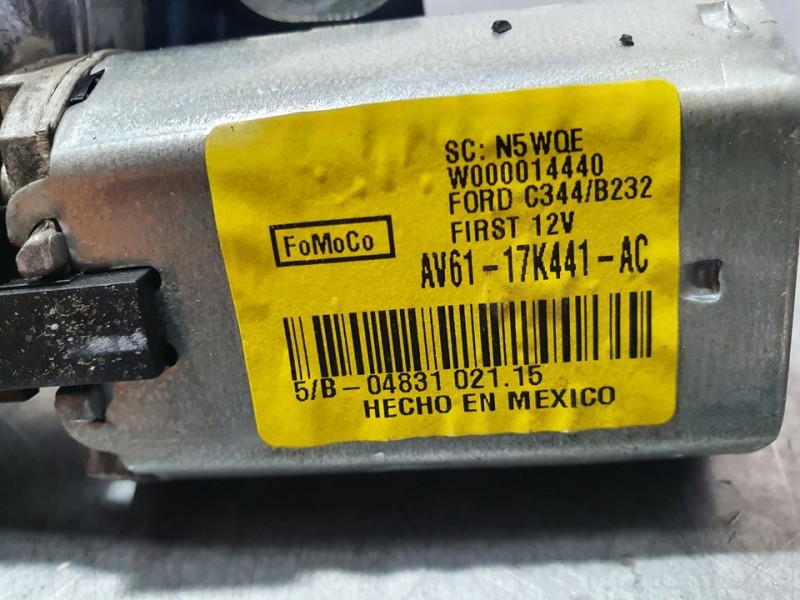 SC: N5WQE
W000014440
FORD C344/B232
FIRST 12V
FoMoCo
AV61-17K441-AC
5/B-04831 021.15
HECHO EN MEXICO